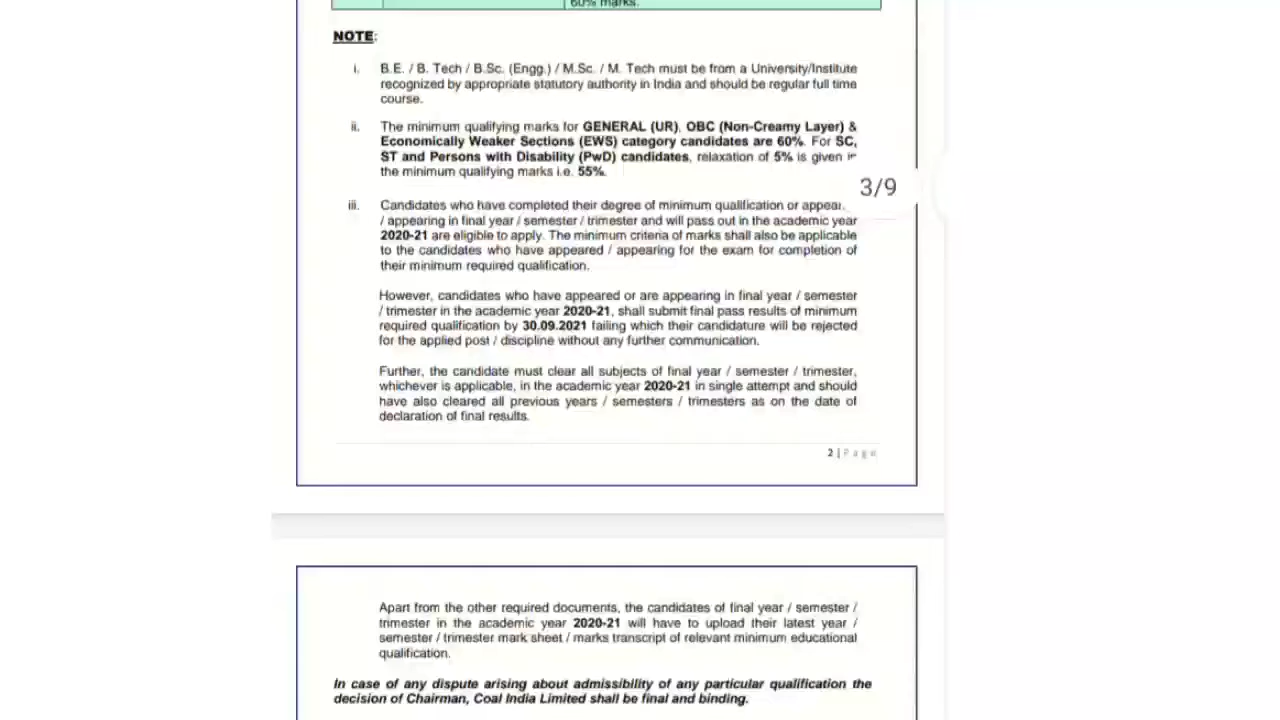 60% marks.
NOTE:
i. B.E. / B. Tech / B.Sc. (Engg.) / M.Sc. / M. Tech must be from a University/Institute
recognized by appropriate statutory authority in India and should be regular full time
course.
ii. The minimum qualifying marks for GENERAL (UR), OBC (Non-Creamy Layer) &
Economically Weaker Sections (EWS) category candidates are 60%. For SC,
ST and Persons with Disability (PwD) candidates, relaxation of 5% is given in
the minimum qualifying marks i.e. 55%.
3/9
iii. Candidates who have completed their degree of minimum qualification or appear
/ appearing in final year / semester / trimester and will pass out in the academic year
2020-21 are eligible to apply. The minimum criteria of marks shall also be applicable
to the candidates who have appeared / appearing for the exam for completion of
their minimum required qualification.
However, candidates who have appeared or are appearing in final year / semester
/ trimester in the academic year 2020-21, shall submit final pass results of minimum
required qualification by 30.09.2021 failing which their candidature will be rejected
for the applied post / discipline without any further communication.
Further, the candidate must clear all subjects of final year / semester / trimester,
whichever is applicable, in the academic year 2020-21 in single attempt and should
have also cleared all previous years / semesters / trimesters as on the date of
declaration of final results.
2 | Page
Apart from the other required documents, the candidates of final year / semester /
trimester in the academic year 2020-21 will have to upload their latest year /
semester / trimester mark sheet / marks transcript of relevant minimum educational
qualification.
In case of any dispute arising about admissibility of any particular qualification the
decision of Chairman, Coal India Limited shall be final and binding.